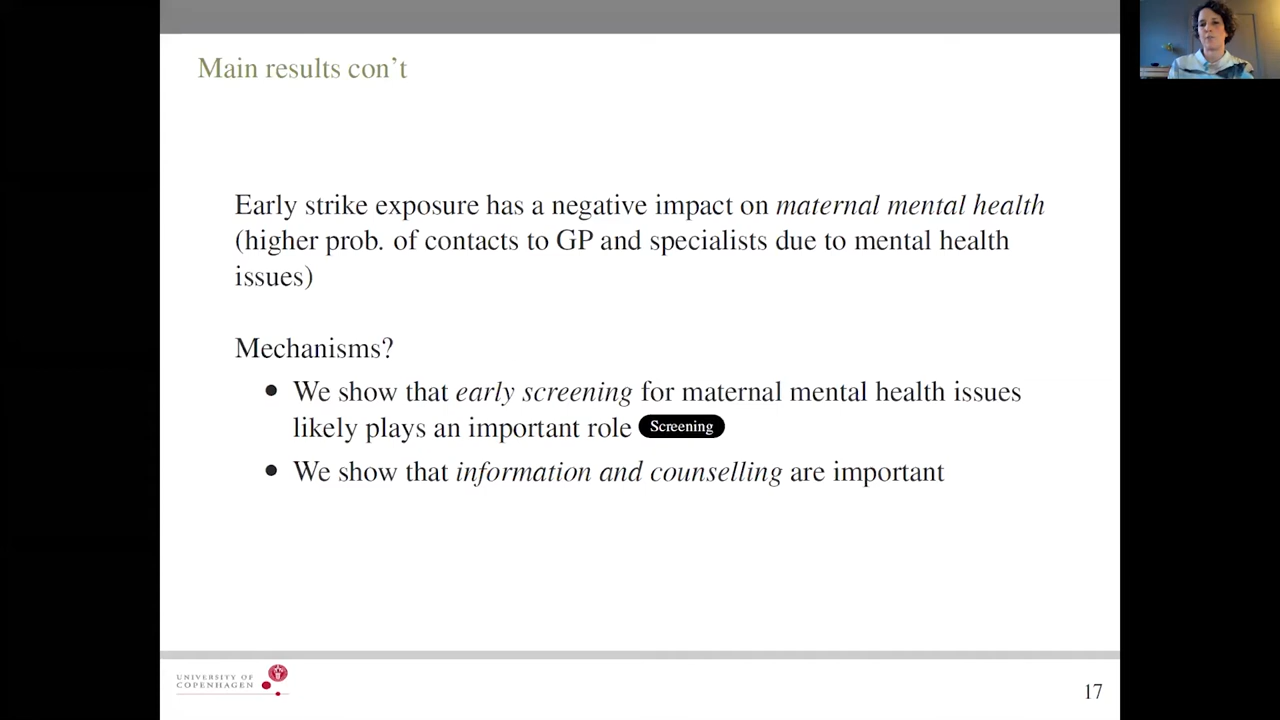 Main results con't
Early strike exposure has a negative impact on maternal mental health
(higher prob. of contacts to GP and specialists due to mental health
issues)
Mechanisms?
• We show that early screening for maternal mental health issues
likely plays an important role Screening
• We show that information and counselling are important
UNIVERSITY OF
COPENHAGEN
17